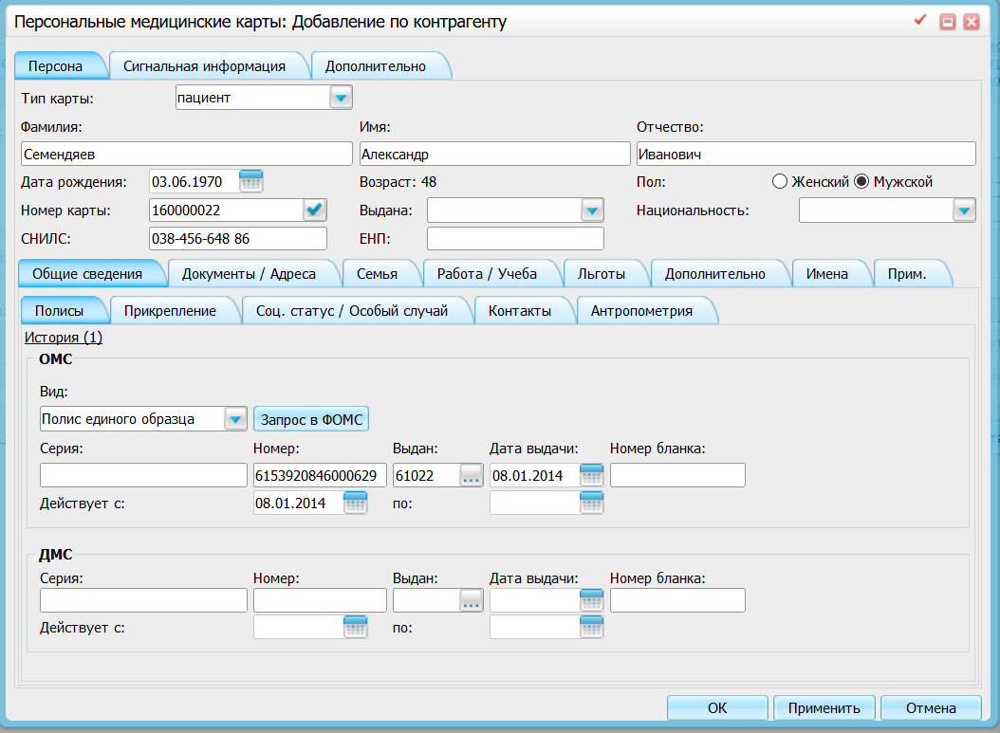 Персональные медицинские карты: Добавление по контрагенту
Персона Сигнальная информация Дополнительно
Тип карты: пациент
Фамилия: Имя: Отчество:
Семендяев Александр Иванович
Дата рождения: 03.06.1970 Возраст: 48 Пол: Женский Мужской
Номер карты: 160000022 Выдана: Национальность:
СНИЛС: 038-456-648 86 ЕНП:
Общие сведения Документы / Адреса Семья Работа / Учеба Льготы Дополнительно Имена Прим.
Полисы Прикрепление Соц. статус / Особый случай Контакты Антропометрия
История (1)
ОМС
Вид:
Полис единого образца Запрос в ФОМС
Серия: Номер: Выдан: Дата выдачи: Номер бланка:
6153920846000629 61022 ... 08.01.2014
Действует с: 08.01.2014 по:
ДМС
Серия: Номер: Выдан: Дата выдачи: Номер бланка:
...
Действует с: по:
ОК Применить Отмена